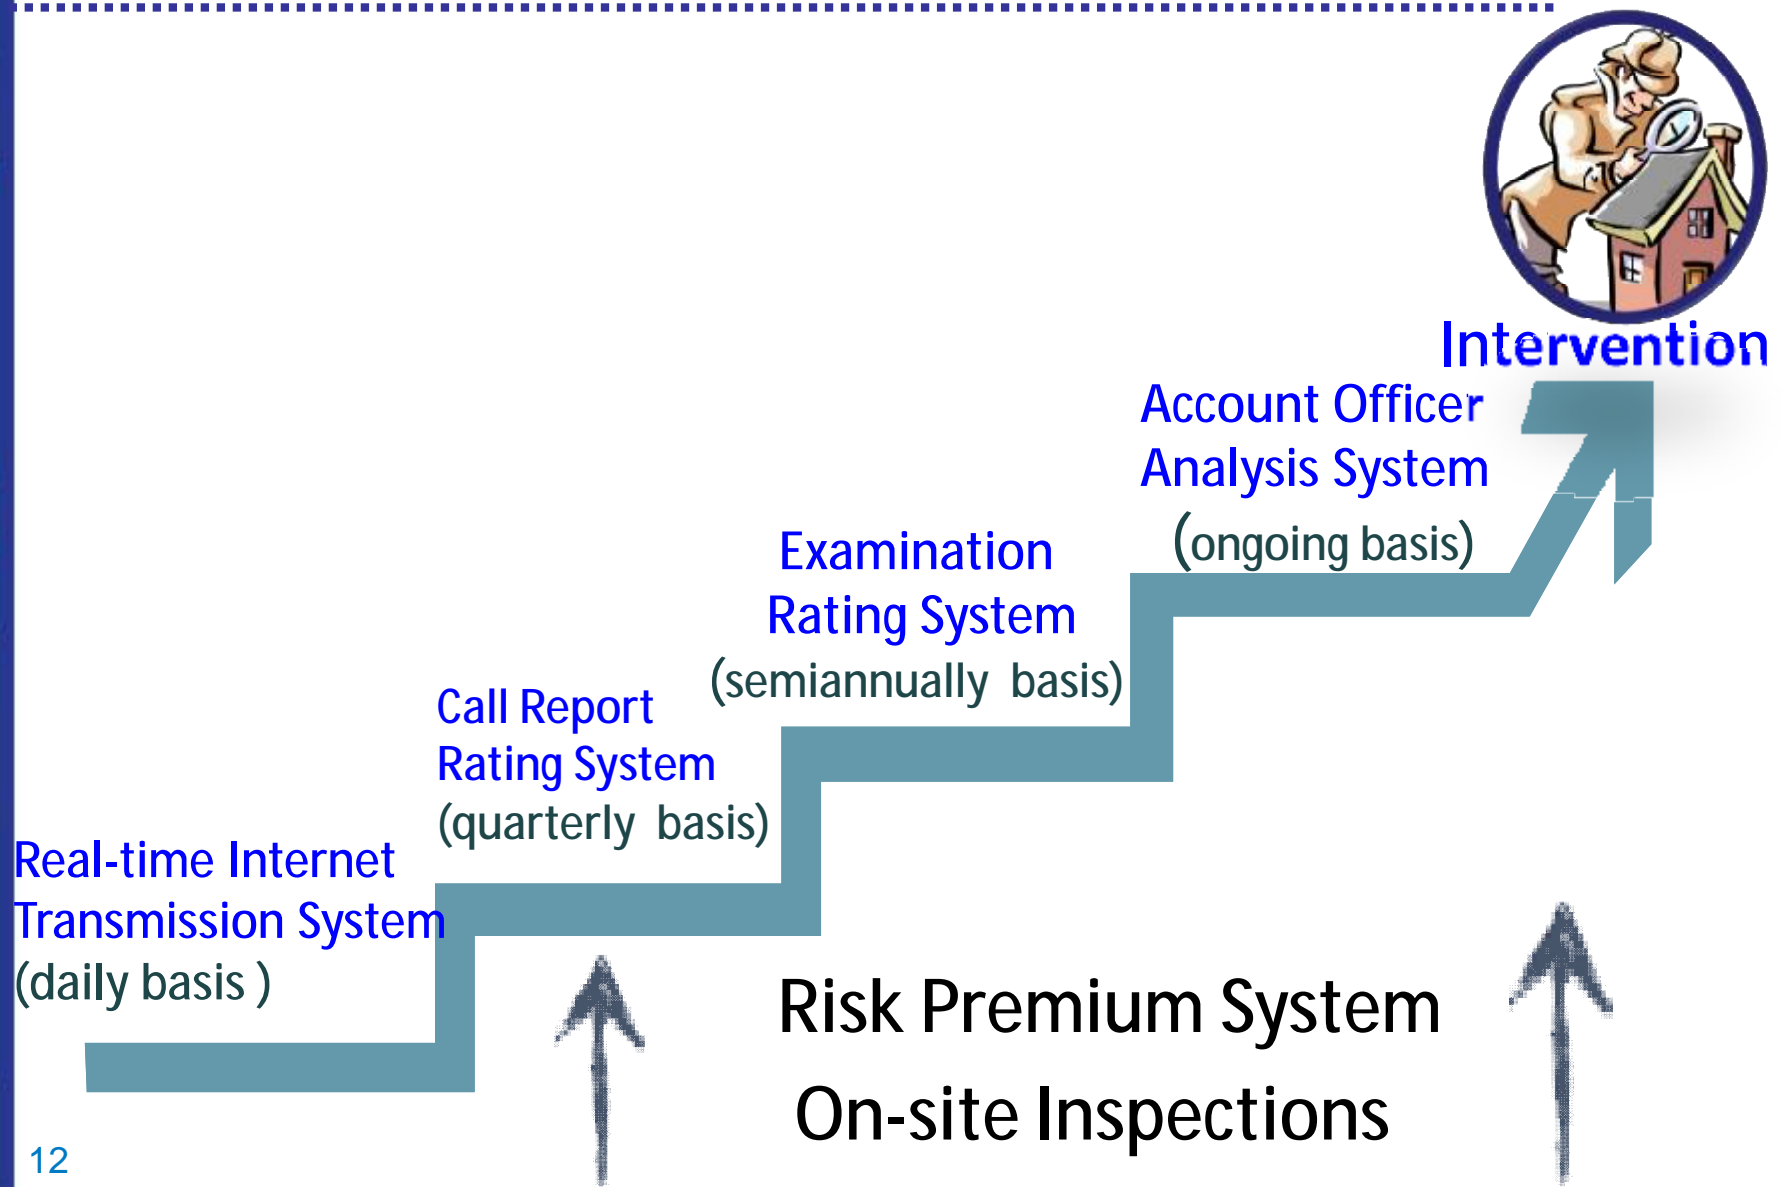 Intervention
Account Officer
Analysis System
(ongoing basis)
Examination
Rating System
(semiannually basis)
Call Report
Rating System
(quarterly basis)
Real-time Internet
Transmission System
(daily basis )
Risk Premium System
On-site Inspections
12